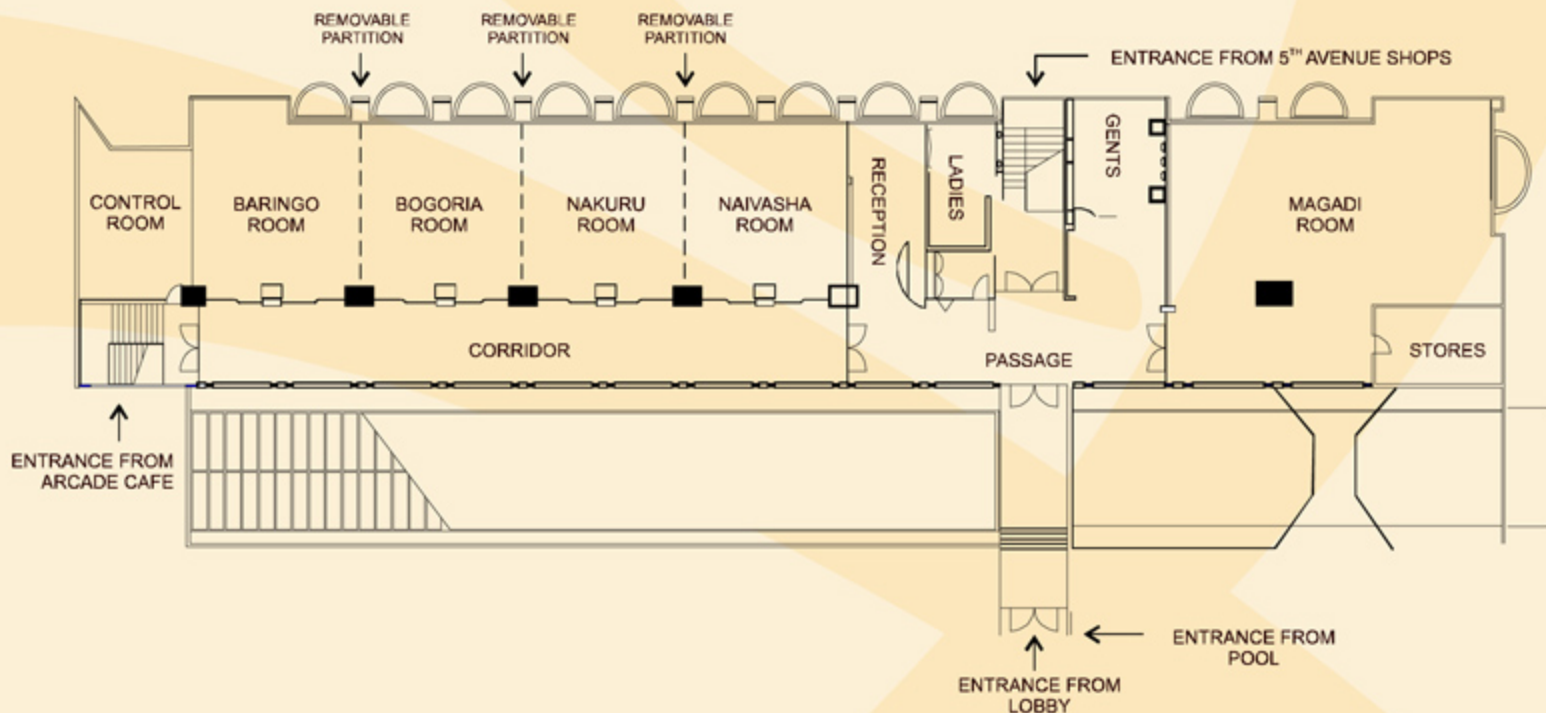 REMOVABLE
PARTITION
REMOVABLE
PARTITION
REMOVABLE
PARTITION
ENTRANCE FROM 5TH AVENUE SHOPS
CONTROL
ROOM
BARINGO
ROOM
BOGORIA
ROOM
NAKURU
ROOM
NAIVASHA
ROOM
RECEPTION
LADIES
GENTS
MAGADI
ROOM
CORRIDOR
PASSAGE
STORES
ENTRANCE FROM
ARCADE CAFE
ENTRANCE FROM
POOL
ENTRANCE FROM
LOBBY